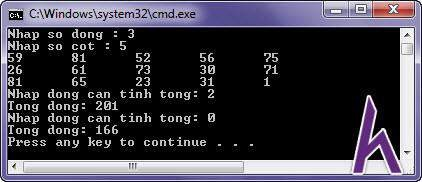 C:\Windows\system32\cmd.exe
Nhap so dong : 3
Nhap so cot : 5
59 81 52 56 75
26 61 73 30 71
81 65 23 31 1
Nhap dong can tinh tong: 2
Tong dong: 201
Nhap dong can tinh tong: 0
Tong dong: 166
Press any key to continue . . .